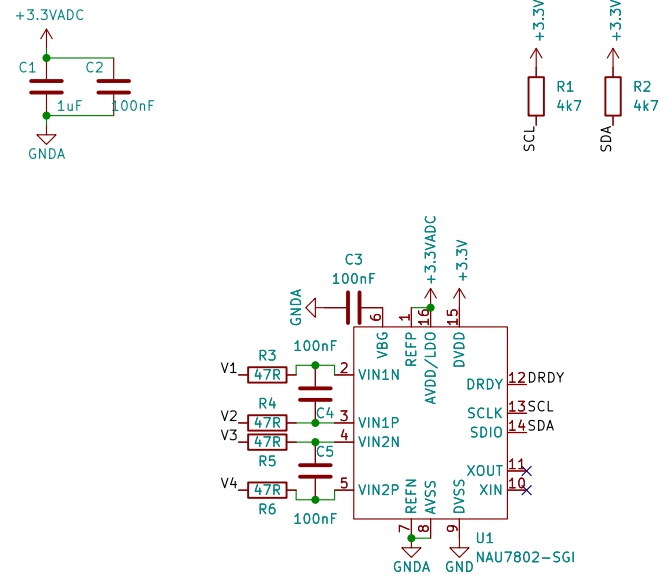 +3.3VADC
C1
C2
1uF
100nF
GNDA
+3.3V
+3.3V
R1
4k7
R2
4k7
SCL
SDA
+3.3VADC
+3.3V
C3
100nF
GNDA
6
1
16
15
VBG
REFP
AVDD/LDO
DVDD
100nF
R3
V1
47R
2
VIN1N
DRDY
12
DRDY
R4
C4
V2
47R
3
VIN1P
SCLK
13
SCL
V3
47R
4
VIN2N
SDIO
14
SDA
R5
C5
XOUT
11
V4
47R
5
VIN2P
XIN
10
R6
100nF
REFN
AVSS
DVSS
7
8
9
U1
NAU7802-SGI
GNDA
GND